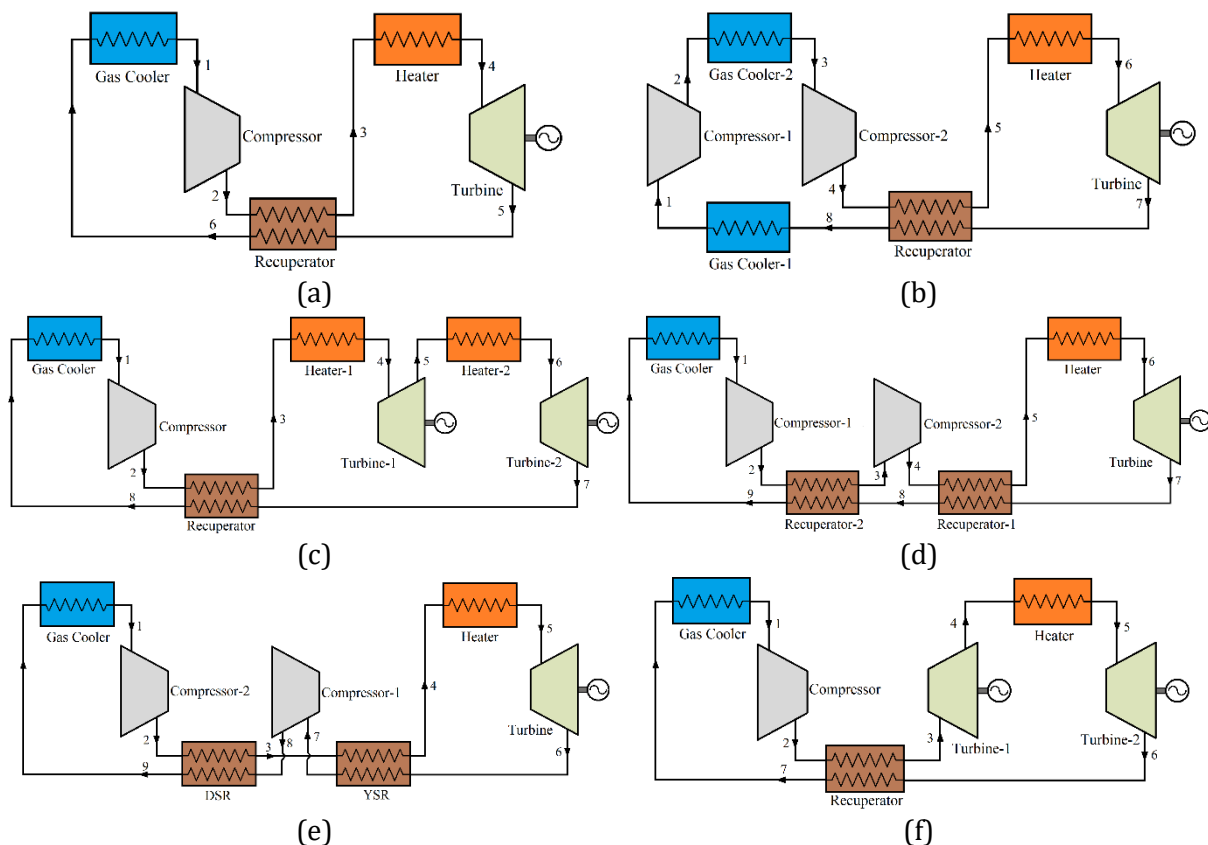 Gas Cooler
1
Compressor
2
3
Heater
4
Turbine
5
6
Recuperator
(a)
Gas Cooler-2
2
3
Compressor-1
Compressor-2
Heater
6
5
Turbine
4
7
1
8
Gas Cooler-1
Recuperator
(b)
Gas Cooler
1
Compressor
2
3
Heater-1
4
5
Heater-2
6
Turbine-1
Turbine-2
7
8
Recuperator
(c)
Gas Cooler
1
Compressor-1
Compressor-2
Heater
6
5
Turbine
2
3
4
7
9
8
Recuperator-2
Recuperator-1
(d)
Gas Cooler
1
Compressor-2
Compressor-1
Heater
5
4
Turbine
2
3
8
7
6
9
DSR
YSR
(e)
Gas Cooler
1
Compressor
4
Heater
5
2
3
Turbine-1
Turbine-2
6
7
Recuperator
(f)